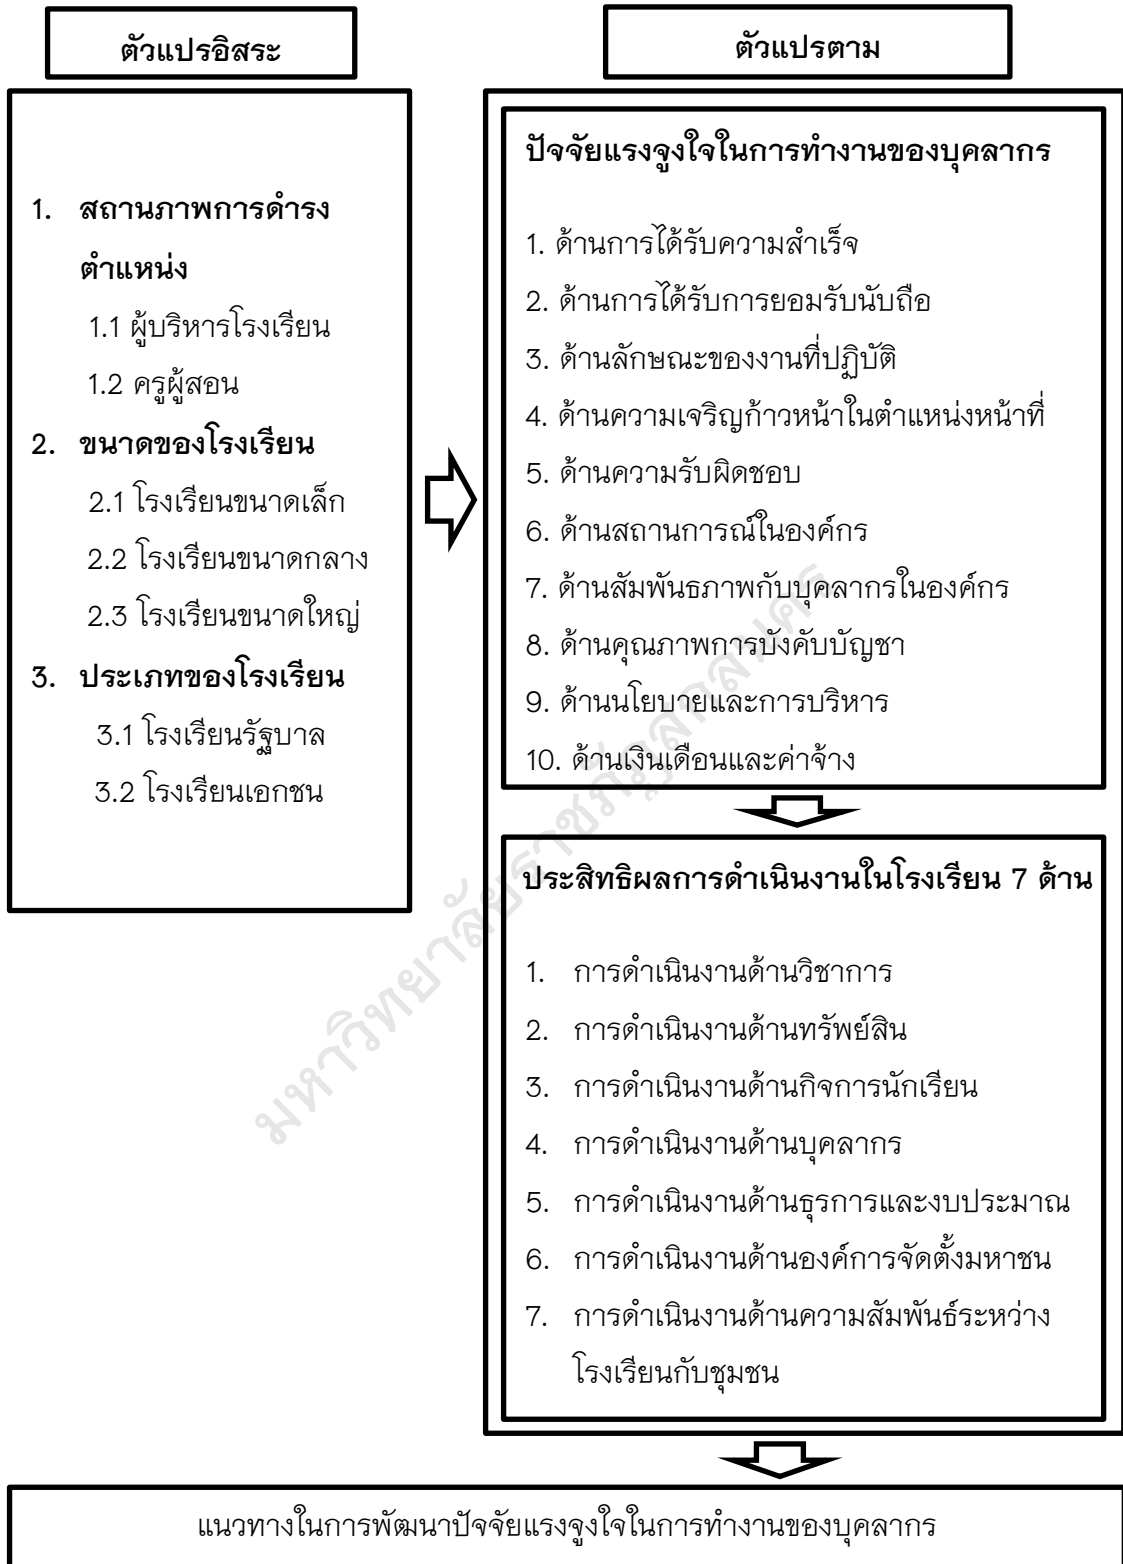 ตัวแปรอิสระ
ตัวแปรตาม
1. สถานภาพการดำรง
ตำแหน่ง
1.1 ผู้บริหารโรงเรียน
1.2 ครูผู้สอน
2. ขนาดของโรงเรียน
2.1 โรงเรียนขนาดเล็ก
2.2 โรงเรียนขนาดกลาง
2.3 โรงเรียนขนาดใหญ่
3. ประเภทของโรงเรียน
3.1 โรงเรียนรัฐบาล
3.2 โรงเรียนเอกชน
ปัจจัยแรงจูงใจในการทำงานของบุคลากร
1. ด้านการได้รับความสำเร็จ
2. ด้านการได้รับการยอมรับนับถือ
3. ด้านลักษณะของงานที่ปฏิบัติ
4. ด้านความเจริญก้าวหน้าในตำแหน่งหน้าที่
5. ด้านความรับผิดชอบ
6. ด้านสถานการณ์ในองค์กร
7. ด้านสัมพันธภาพกับบุคลากรในองค์กร
8. ด้านคุณภาพการบังคับบัญชา
9. ด้านนโยบายและการบริหาร
10. ด้านเงินเดือนและค่าจ้าง
ประสิทธิผลการดำเนินงานในโรงเรียน 7 ด้าน
1. การดำเนินงานด้านวิชาการ
2. การดำเนินงานด้านทรัพย์สิน
3. การดำเนินงานด้านกิจการนักเรียน
4. การดำเนินงานด้านบุคลากร
5. การดำเนินงานด้านธุรการและงบประมาณ
6. การดำเนินงานด้านองค์การจัดตั้งมหาชน
7. การดำเนินงานด้านความสัมพันธ์ระหว่าง
โรงเรียนกับชุมชน
แนวทางในการพัฒนาปัจจัยแรงจูงใจในการทำงานของบุคลากร
มหาวิทยาลัยราชภัฏสกลนคร